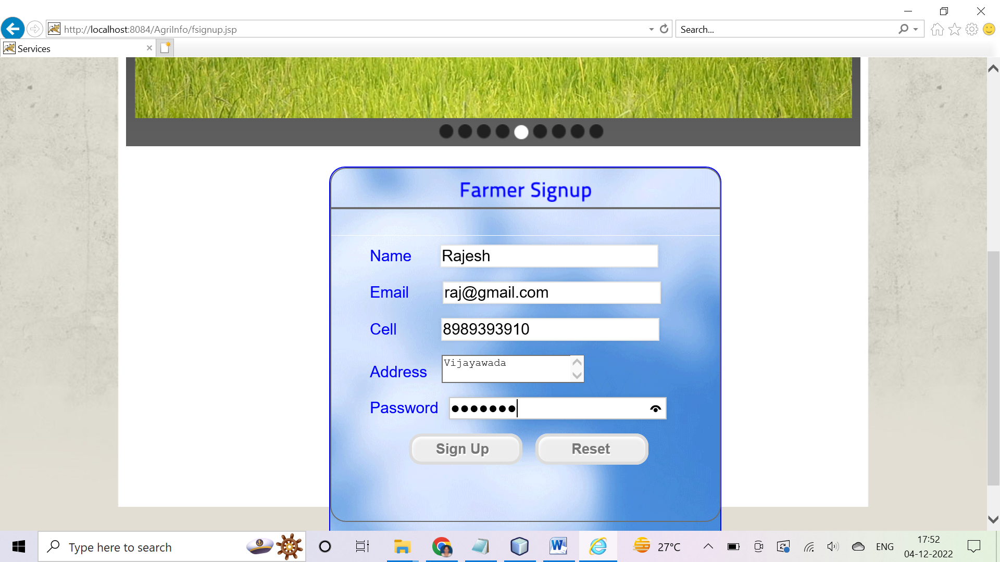 http://localhost:8084/AgriInfo/fsignup.jsp
Search...
Services
Farmer Signup
Name Rajesh
Email raj@gmail.com
Cell 8989393910
Address Vijayawada
Password
Sign Up Reset
Type here to search
27°C
ENG
17:52
04-12-2022